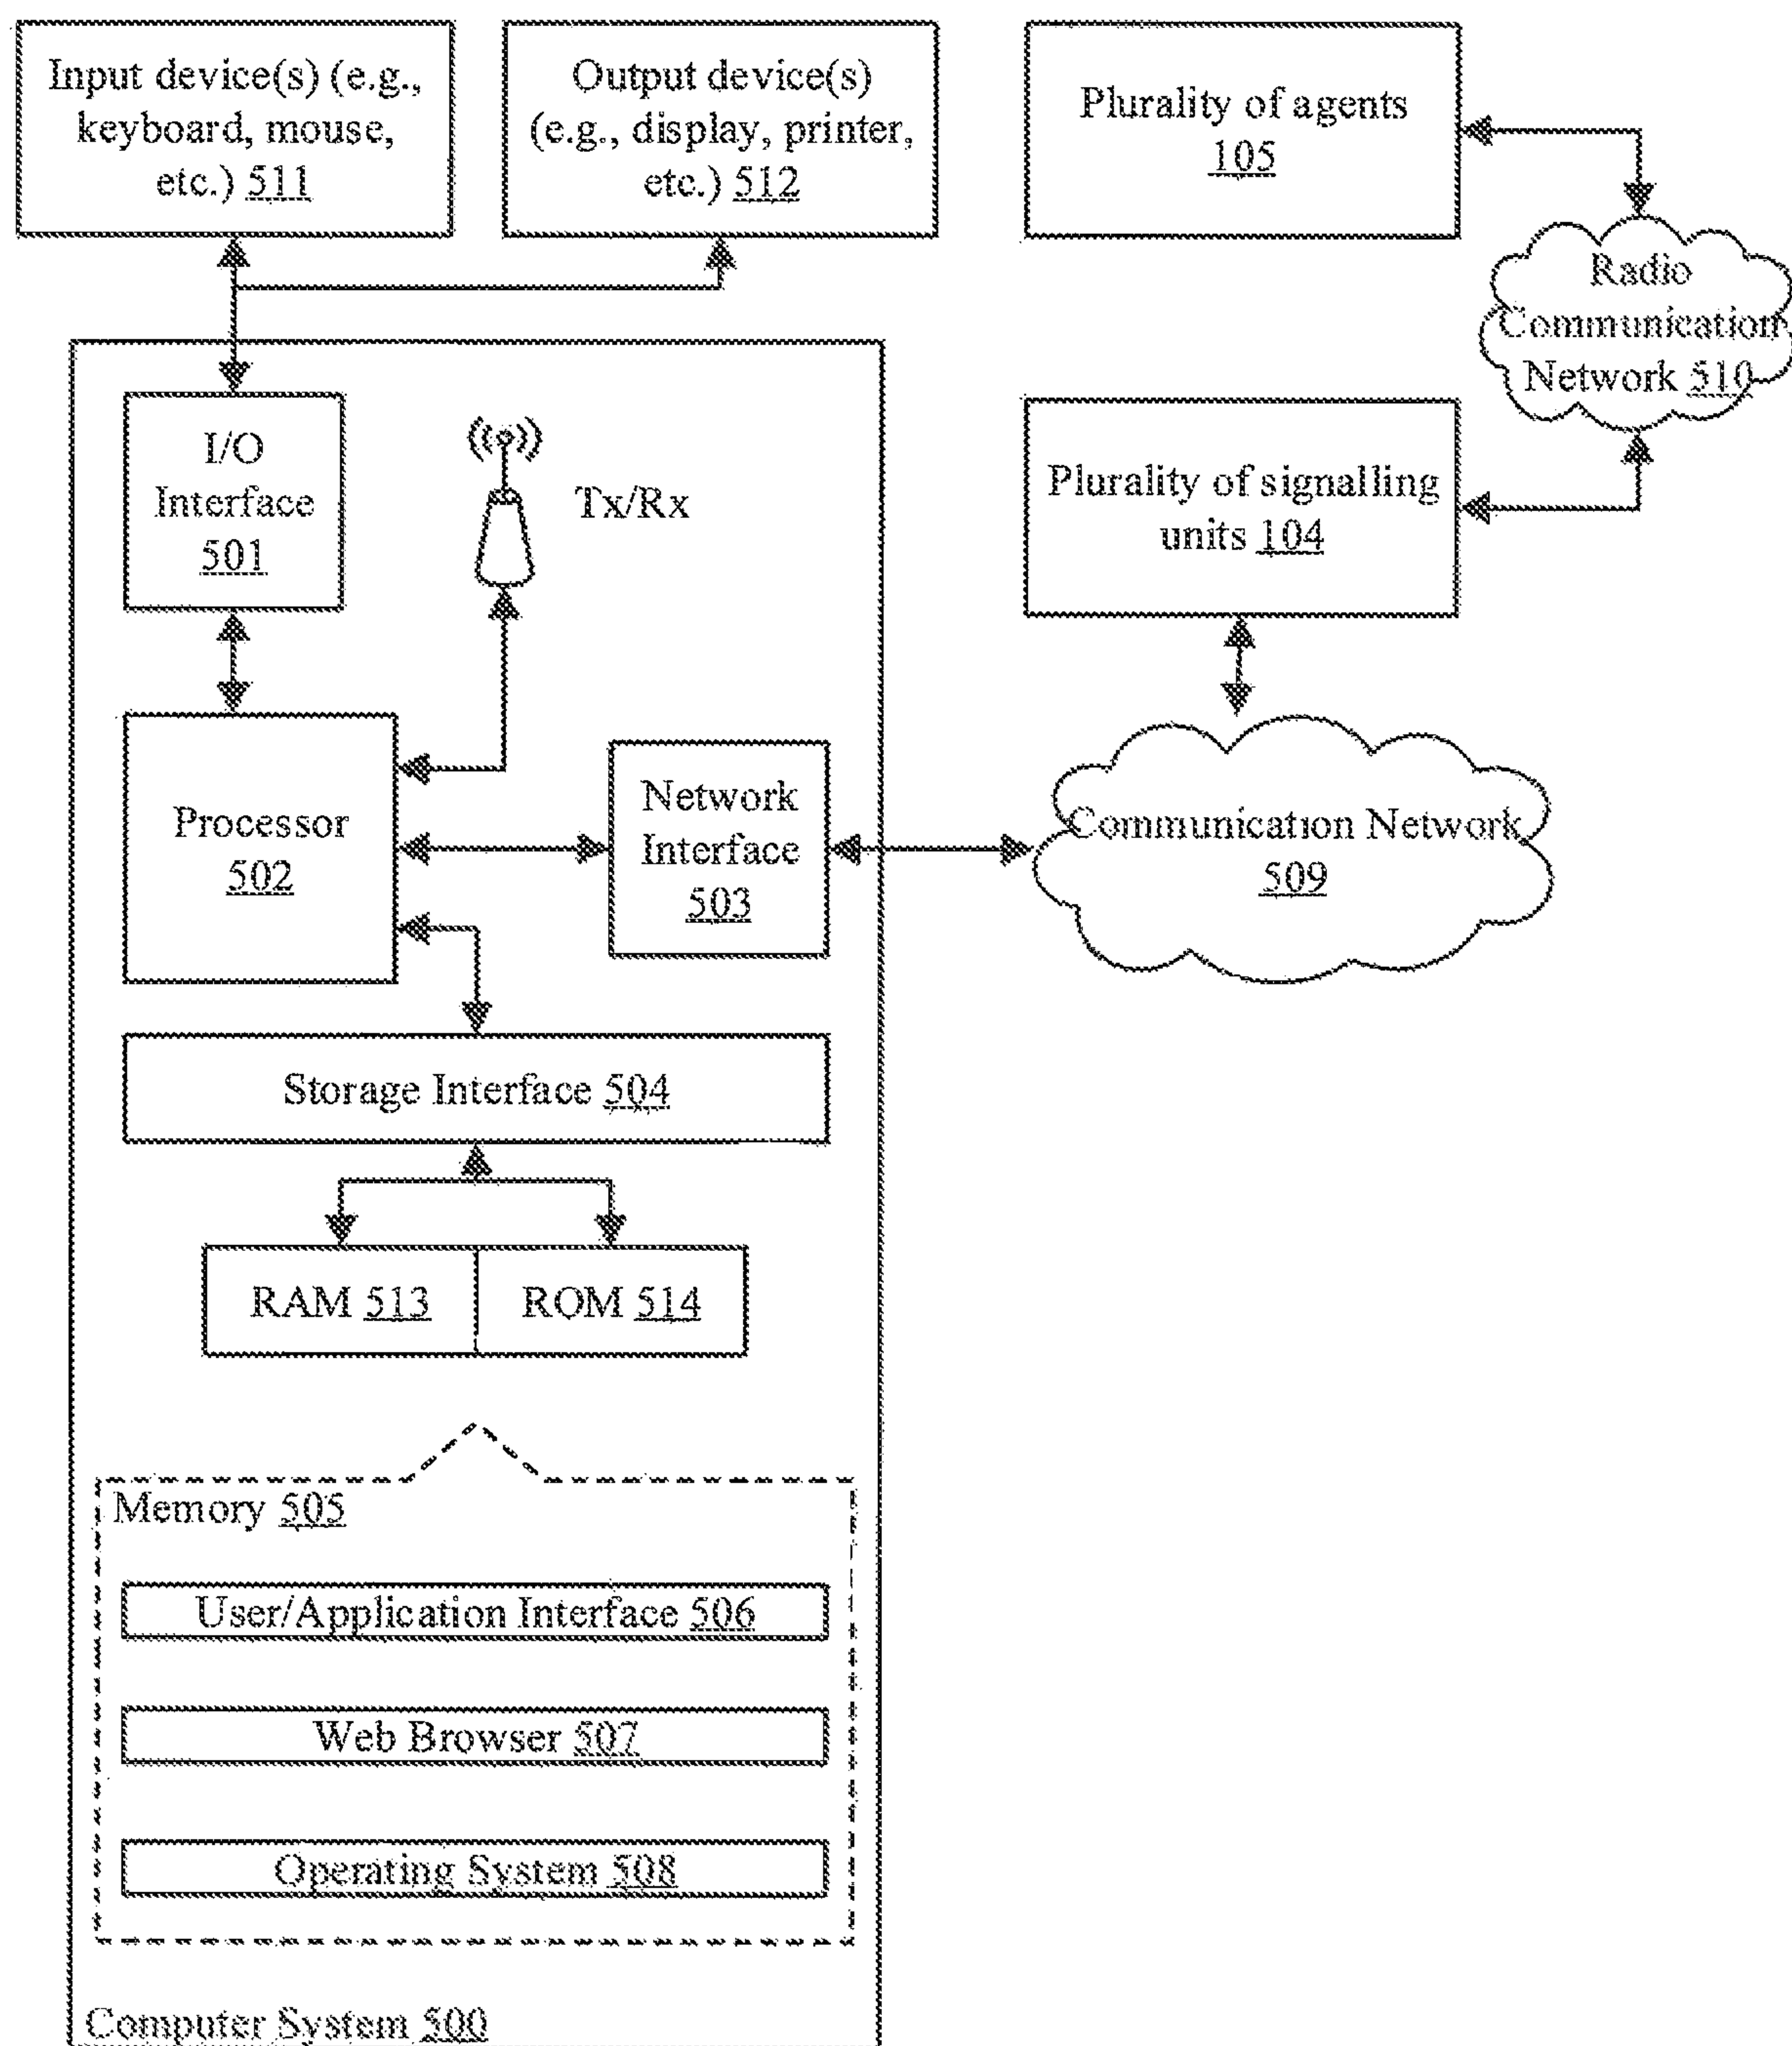 Input device(s) (e.g.,
keyboard, mouse,
etc.) 511
Output device(s)
(e.g., display, printer,
etc.) 512
Plurality of agents
105
Radio
Communication
Network 510
I/O
Interface
501
Tx/Rx
Plurality of signalling
units 104
Processor
502
Network
Interface
503
Communication Network
509
Storage Interface 504
RAM 513
ROM 514
Memory 505
User/Application Interface 506
Web Browser 507
Operating System 508
Computer System 500